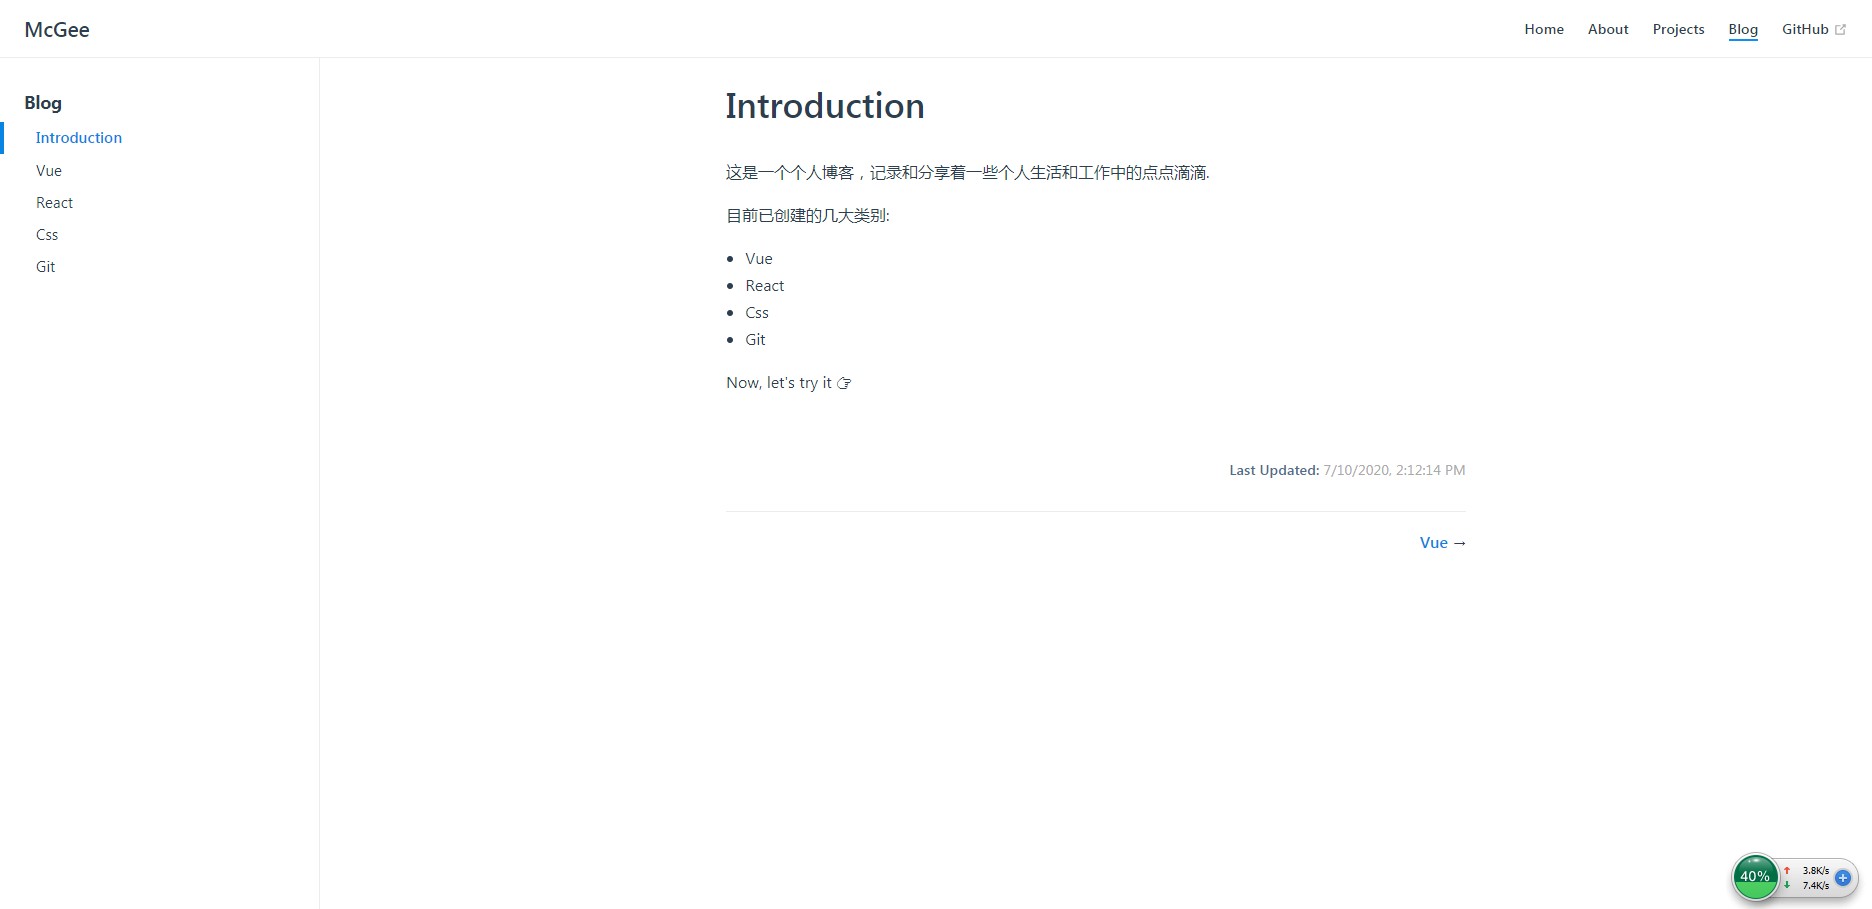 McGee
Home About Projects Blog GitHub
Blog
Introduction
Vue
React
Css
Git
Introduction
这是一个个人博客，记录和分享着一些个人生活和工作中的点点滴滴.
目前已创建的几大类别:
Vue
React
Css
Git
Now, let's try it 👉
Last Updated: 7/10/2020, 2:12:14 PM
Vue →
40%
↑ 3.8K/s
↓ 7.4K/s